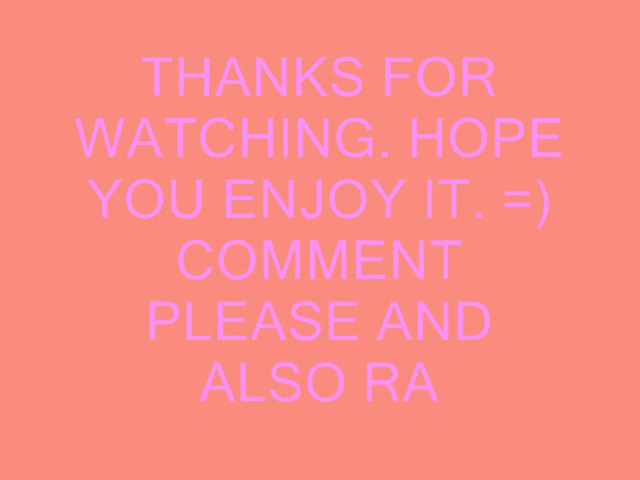 THANKS FOR
WATCHING. HOPE
YOU ENJOY IT. =)
COMMENT
PLEASE AND
ALSO RA